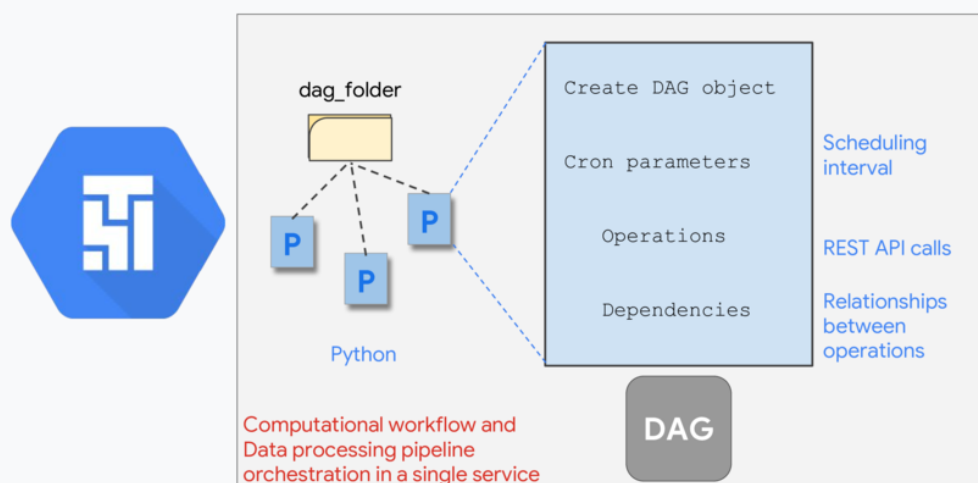 dag_folder
P
P
P
Python
Computational workflow and
Data processing pipeline
orchestration in a single service
Create DAG object
Cron parameters
Operations
Dependencies
Scheduling
interval
REST API calls
Relationships
between
operations
DAG